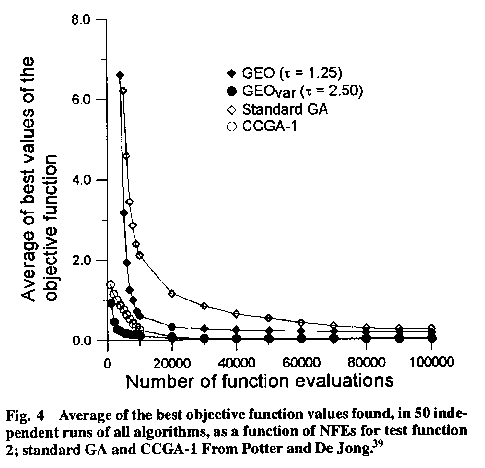 8.0
6.0
4.0
2.0
0.0
Average of best values of the
objective function
GEO (τ = 1.25)
GEOvar (τ = 2.50)
Standard GA
CCGA-1
0 20000 40000 60000 80000 100000
Number of function evaluations
Fig. 4 Average of the best objective function values found, in 50 inde-
pendent runs of all algorithms, as a function of NFEs for test function
2; standard GA and CCGA-1 From Potter and De Jong.39